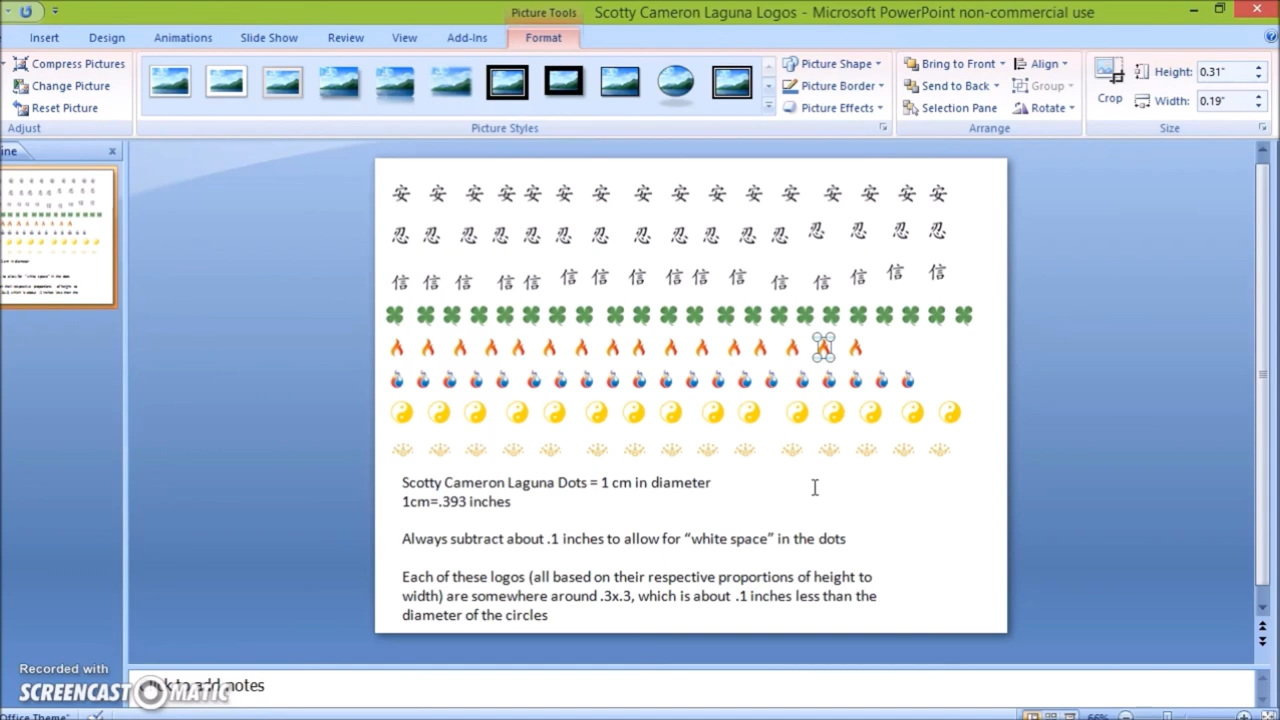 Picture Tools
Scotty Cameron Laguna Logos - Microsoft PowerPoint non-commercial use
Insert Design Animations Slide Show Review View Add-Ins Format
Compress Pictures
Change Picture
Reset Picture
Adjust
Picture Shape
Picture Border
Picture Effects
Picture Styles
Bring to Front
Send to Back
Selection Pane
Align
Group
Rotate
Arrange
Crop
Height: 0.31"
Width: 0.19"
Size
ine
安 安 安 安 安 安 安 安 安 安 安 安 安 安 安 安
忍 忍 忍 忍 忍 忍 忍 忍 忍 忍 忍 忍 忍 忍 忍 忍
信 信 信 信 信 信 信 信 信 信 信 信 信 信 信 信
Scotty Cameron Laguna Dots = 1 cm in diameter
1cm=.393 inches
Always subtract about .1 inches to allow for “white space” in the dots
Each of these logos (all based on their respective proportions of height to
width) are somewhere around .3x.3, which is about .1 inches less than the
diameter of the circles
Click to add notes
Recorded with
SCREENCAST MATIC
Office Theme"
66%